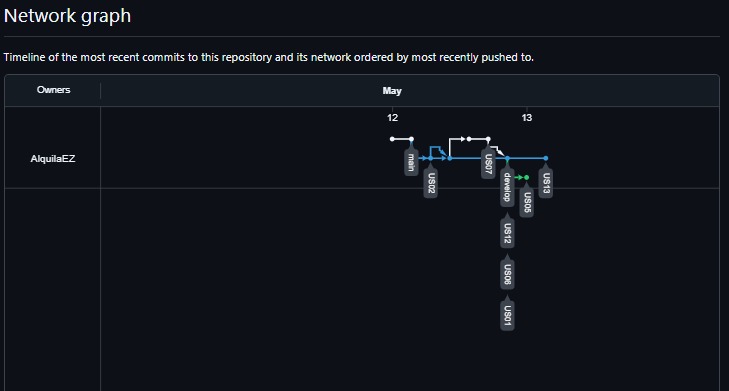 Network graph
Timeline of the most recent commits to this repository and its network ordered by most recently pushed to.
Owners
May
12
13
AlquilaEZ
main
US02
US07
develop
US05
US13
US12
US06
US01